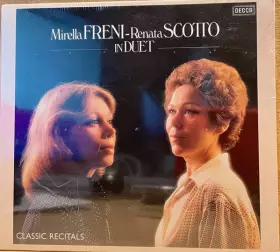 DECCA
Mirella FRENI-Renata SCOTTO
IN DUET
CLASSIC RECITALS